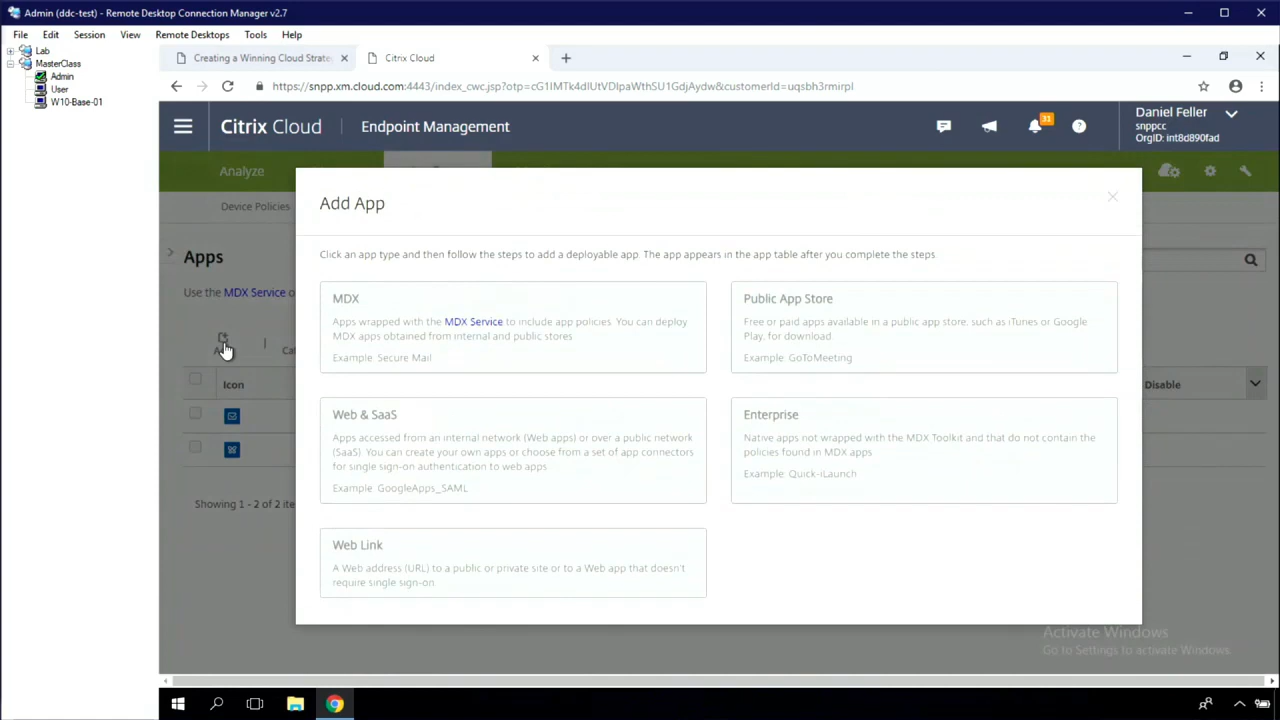 Admin (ddc-test) - Remote Desktop Connection Manager v2.7
File Edit Session View Remote Desktops Tools Help
Lab
MasterClass
Admin
User
W10-Base-01
Creating a Winning Cloud Strate
Citrix Cloud
https://snpp.xm.cloud.com:4443/index_cwc.jsp?otp=cG1IMTk4dlUtVDlpaWthSU1GdjAydw&customerId=uqsbh3rmirpl
Citrix Cloud
Endpoint Management
31
Daniel Feller
snppcc
OrgID: int8d890fad
Analyze
Device Policies
Apps
Use the MDX Service o
Cat
Icon
Disable
Showing 1 - 2 of 2 ite
Add App
Click an app type and then follow the steps to add a deployable app. The app appears in the app table after you complete the steps.
MDX
Apps wrapped with the MDX Service to include app policies. You can deploy
MDX apps obtained from internal and public stores
Example: Secure Mail
Public App Store
Free or paid apps available in a public app store, such as iTunes or Google
Play, for download.
Example: GoToMeeting
Web & SaaS
Apps accessed from an internal network (Web apps) or over a public network
(SaaS). You can create your own apps or choose from a set of app connectors
for single sign-on authentication to web apps
Example: GoogleApps_SAML
Enterprise
Native apps not wrapped with the MDX Toolkit and that do not contain the
policies found in MDX apps
Example: Quick-iLaunch
Web Link
A Web address (URL) to a public or private site or to a Web app that doesn't
require single sign-on
Activate Windows
Go to Settings to activate Windows.